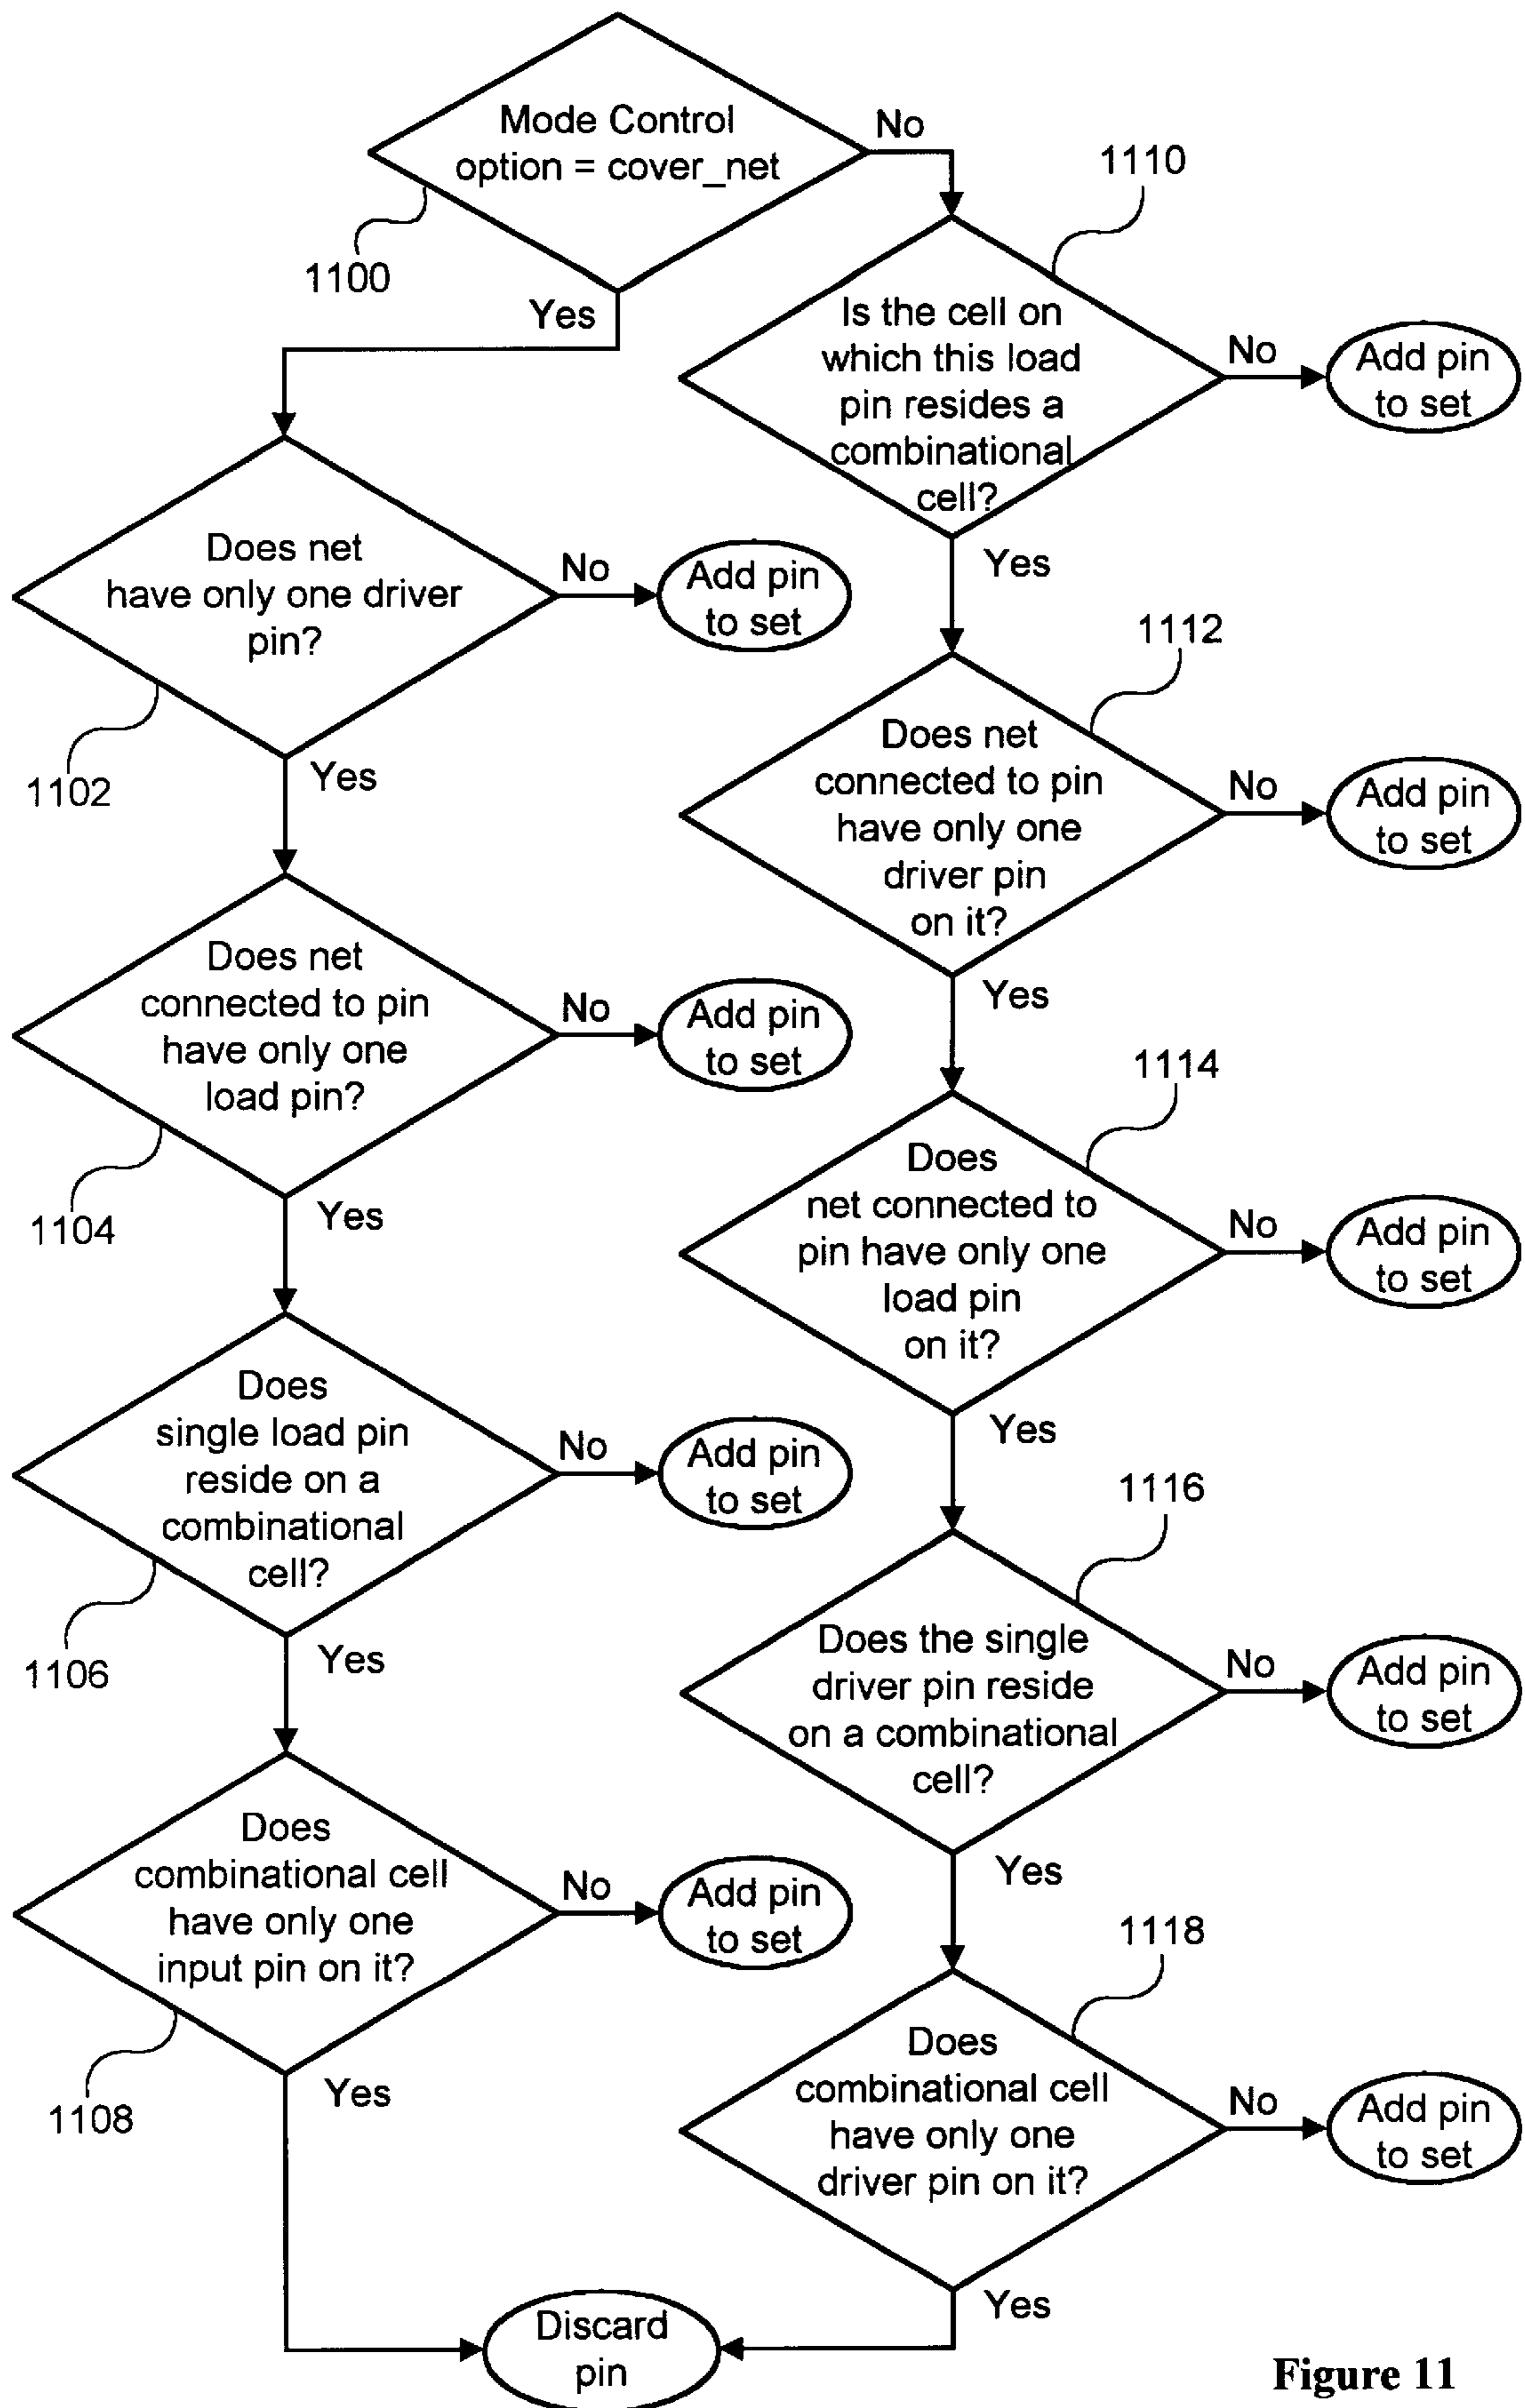 Mode Control
option = cover_net
No
1110
1100
Yes
Is the cell on
which this load
pin resides a
combinational
cell?
No
Add pin
to set
Yes
Does net
have only one driver
pin?
No
Add pin
to set
1102
Yes
1112
Does net
connected to pin
have only one
driver pin
on it?
No
Add pin
to set
Yes
Does net
connected to pin
have only one
load pin?
No
Add pin
to set
1104
Yes
1114
Does
net connected to
pin have only one
load pin
on it?
No
Add pin
to set
Yes
Does
single load pin
reside on a
combinational
cell?
No
Add pin
to set
1106
Yes
1116
Does the single
driver pin reside
on a combinational
cell?
No
Add pin
to set
Yes
Does
combinational cell
have only one
input pin on it?
No
Add pin
to set
1108
Yes
1118
Does
combinational cell
have only one
driver pin on it?
No
Add pin
to set
Yes
Discard
pin
Figure 11